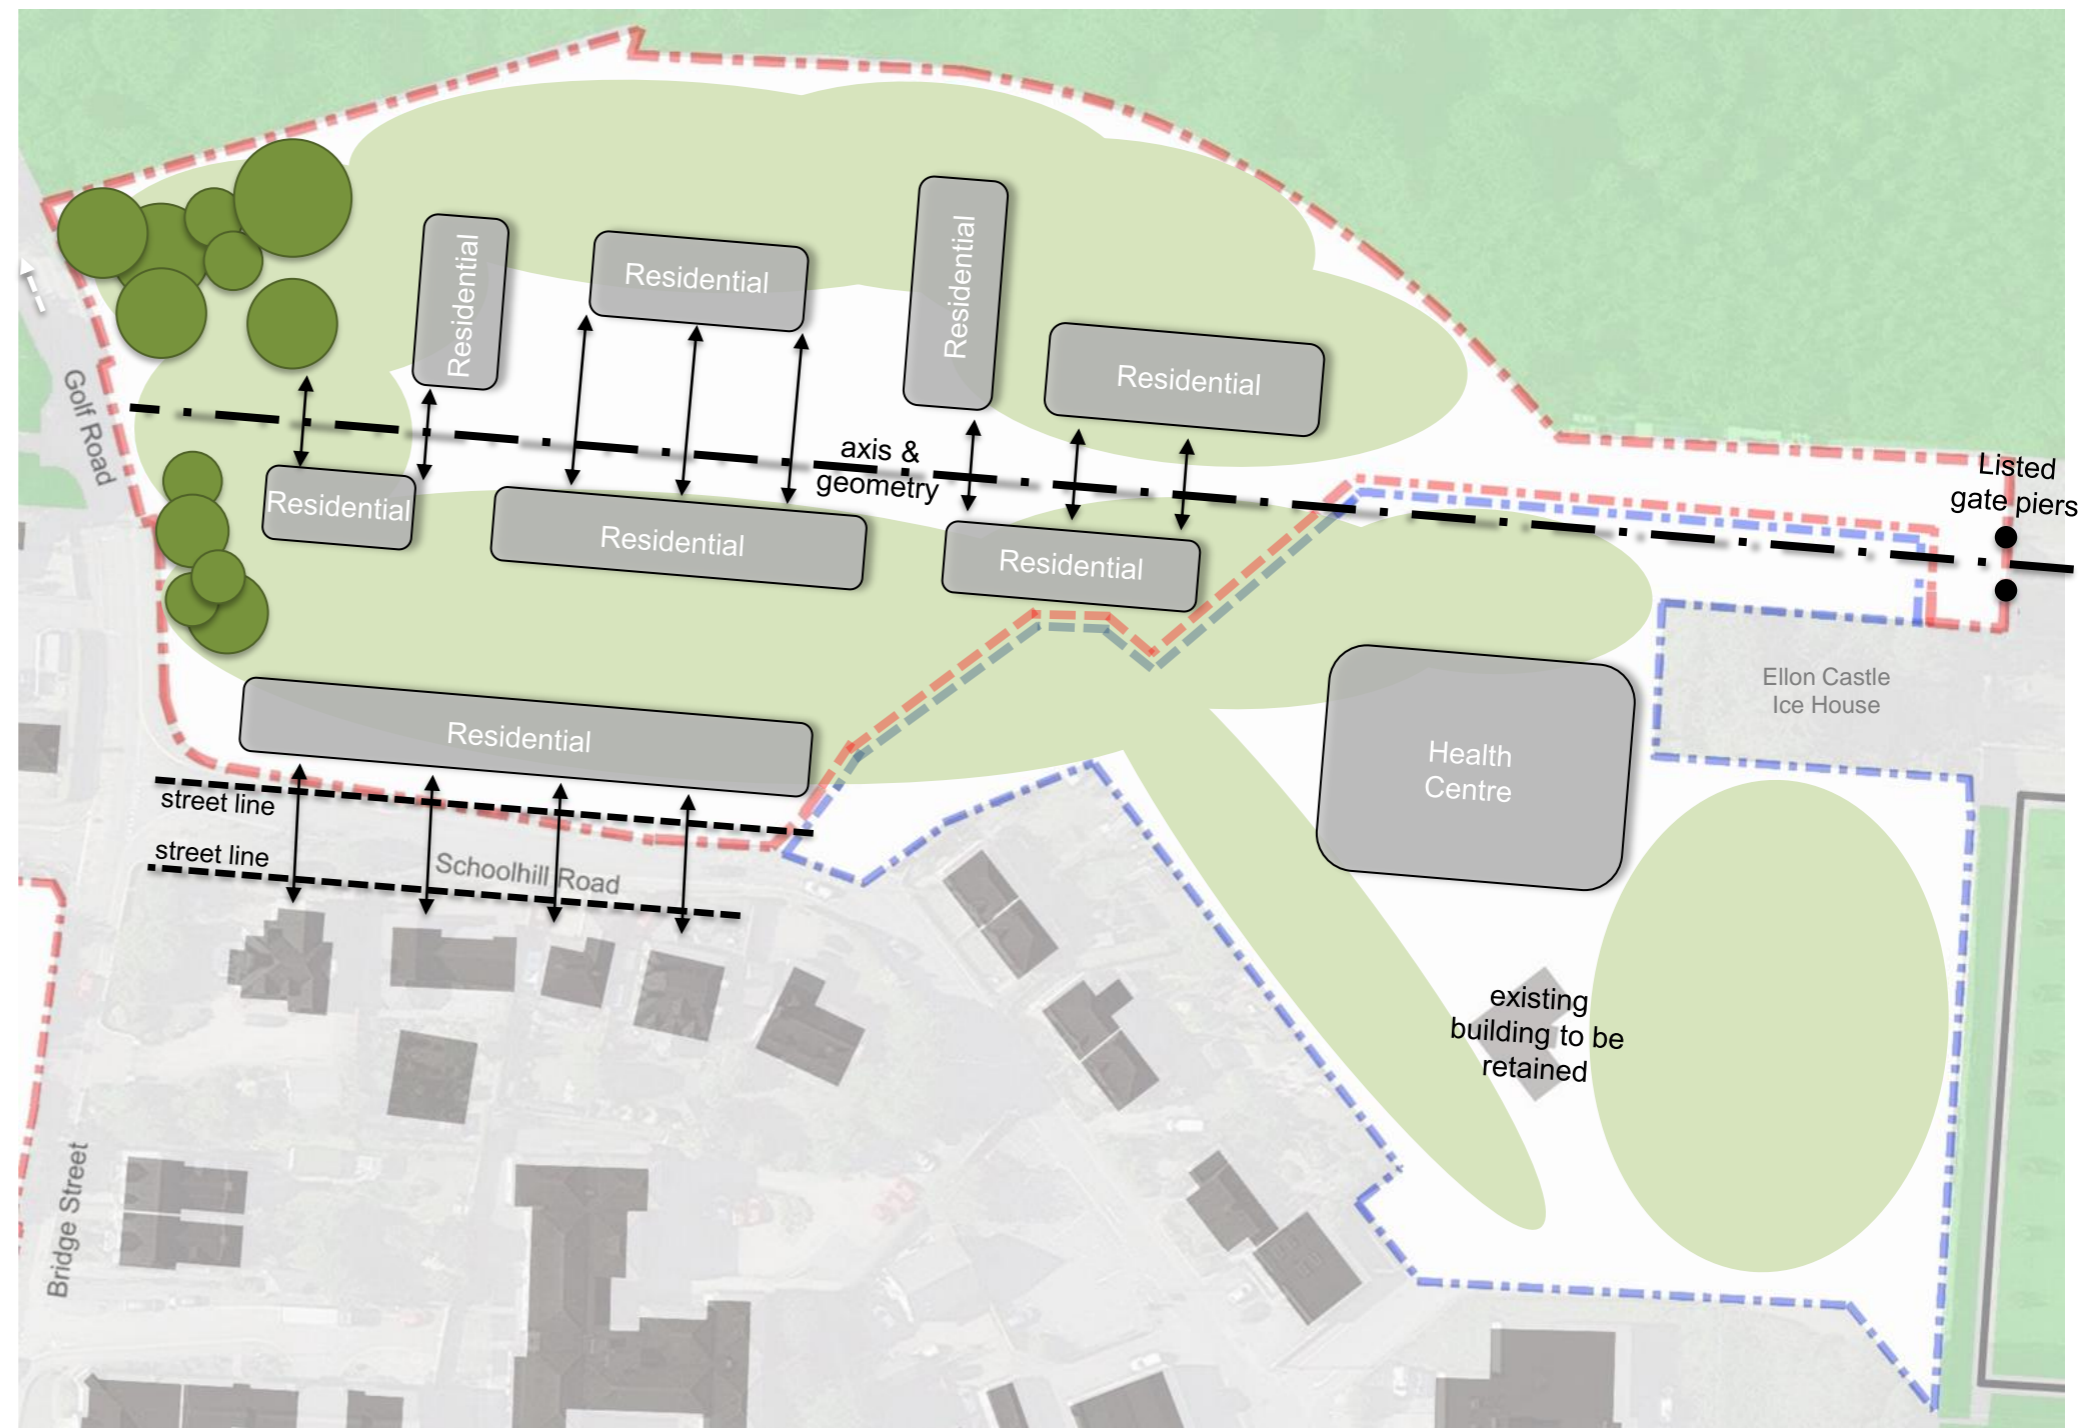 Residential
Residential
Residential
Residential
Golf Road
axis &
geometry
Listed
gate piers
Residential
Residential
Residential
Ellon Castle
Ice House
Residential
Health
Centre
street line
street line
Schoolhill Road
existing
building to be
retained
Bridge Street